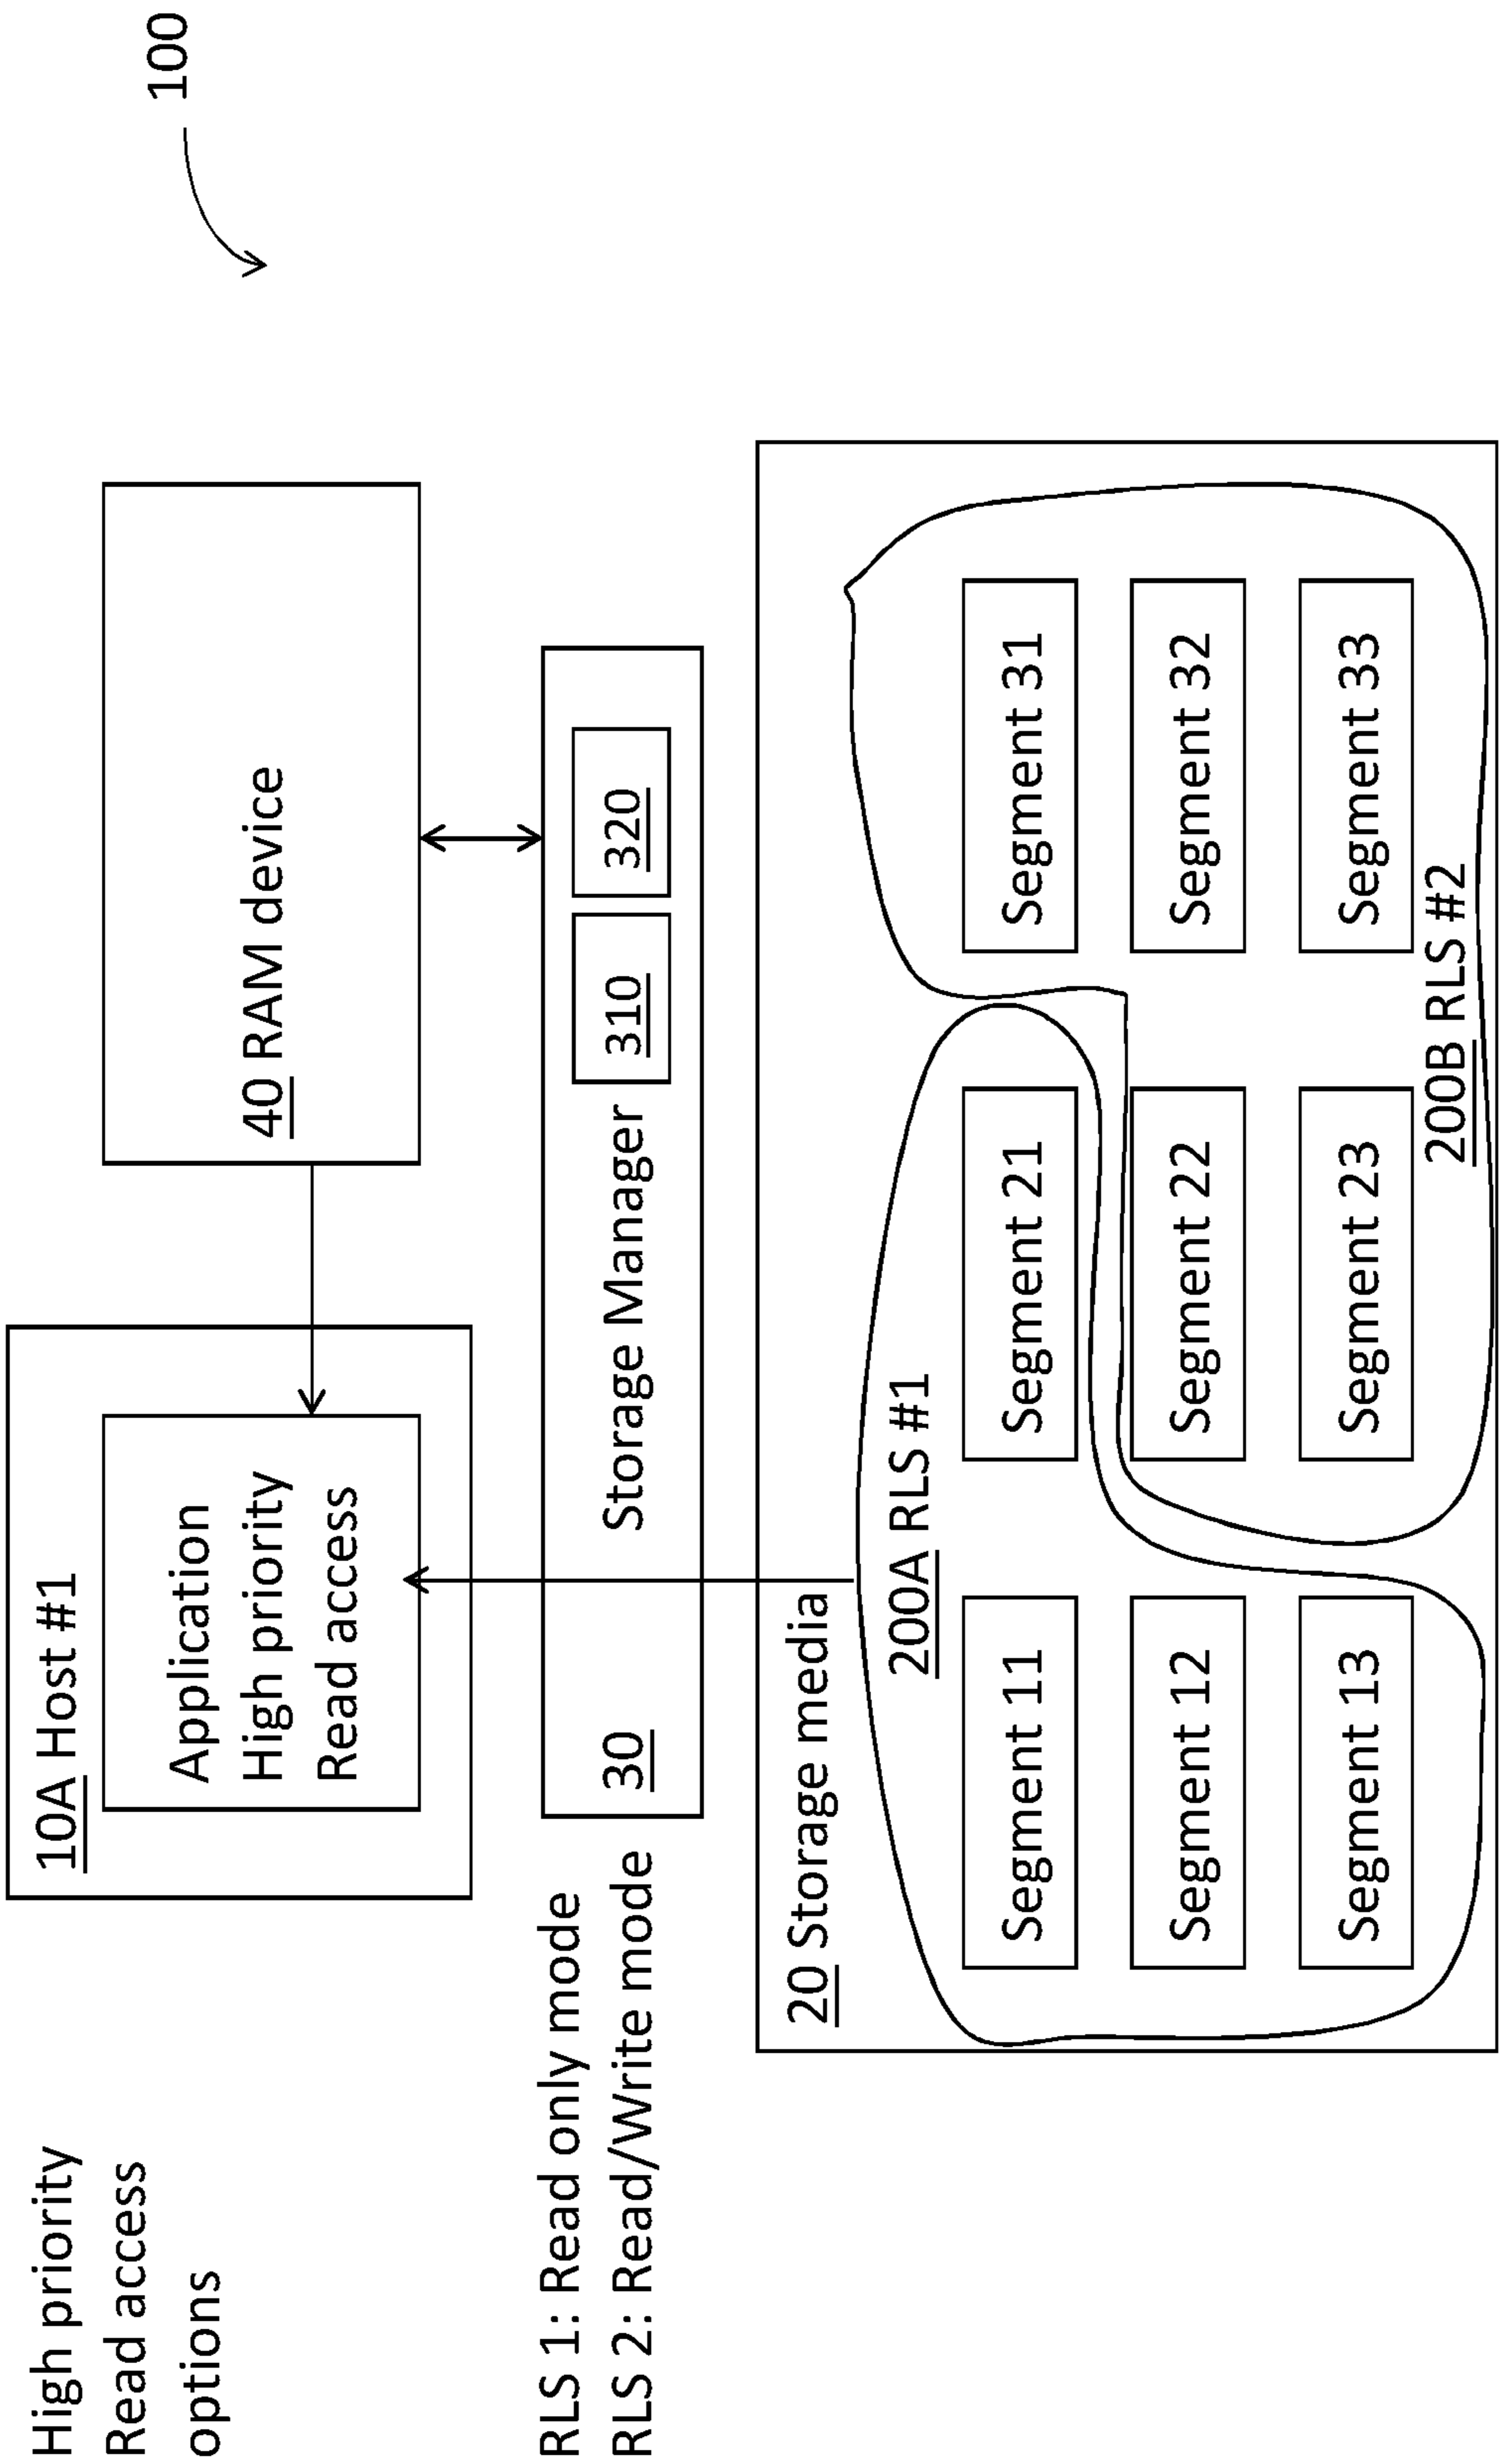 High priority
Read access
options
100
10A Host #1
Application
High priority
Read access
40 RAM device
RLS 1: Read only mode
RLS 2: Read/Write mode
30
Storage Manager
310
320
20 Storage media
200A RLS #1
Segment 11
Segment 21
Segment 31
Segment 12
Segment 22
Segment 32
Segment 13
Segment 23
Segment 33
200B RLS #2